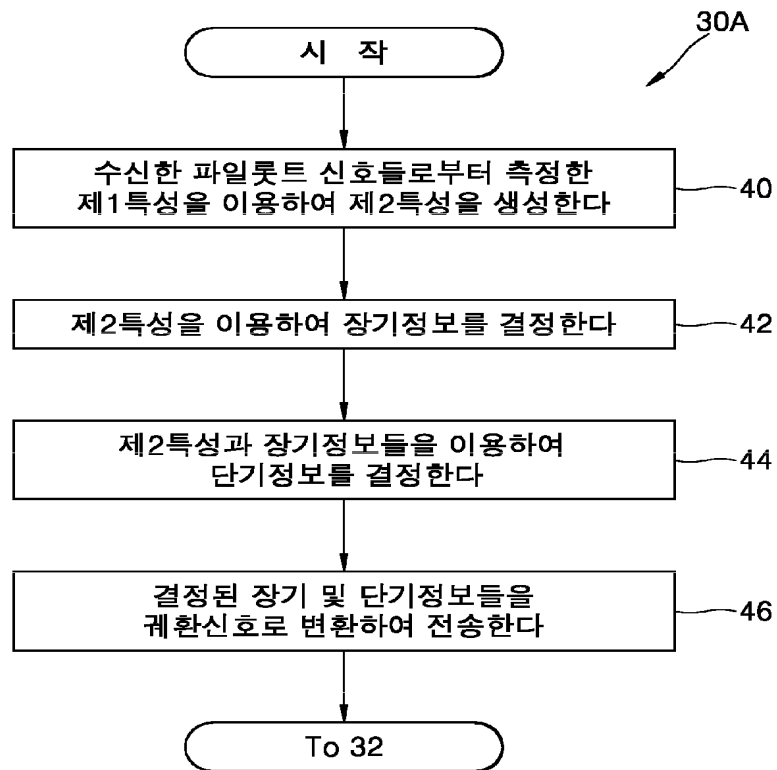 30A
시 작
수신한 파일롯트 신호들로부터 측정한
제1특성을 이용하여 제2특성을 생성한다
40
제2특성을 이용하여 장기정보를 결정한다
42
제2특성과 장기정보들을 이용하여
단기정보를 결정한다
44
결정된 장기 및 단기정보들을
궤환신호로 변환하여 전송한다
46
To 32